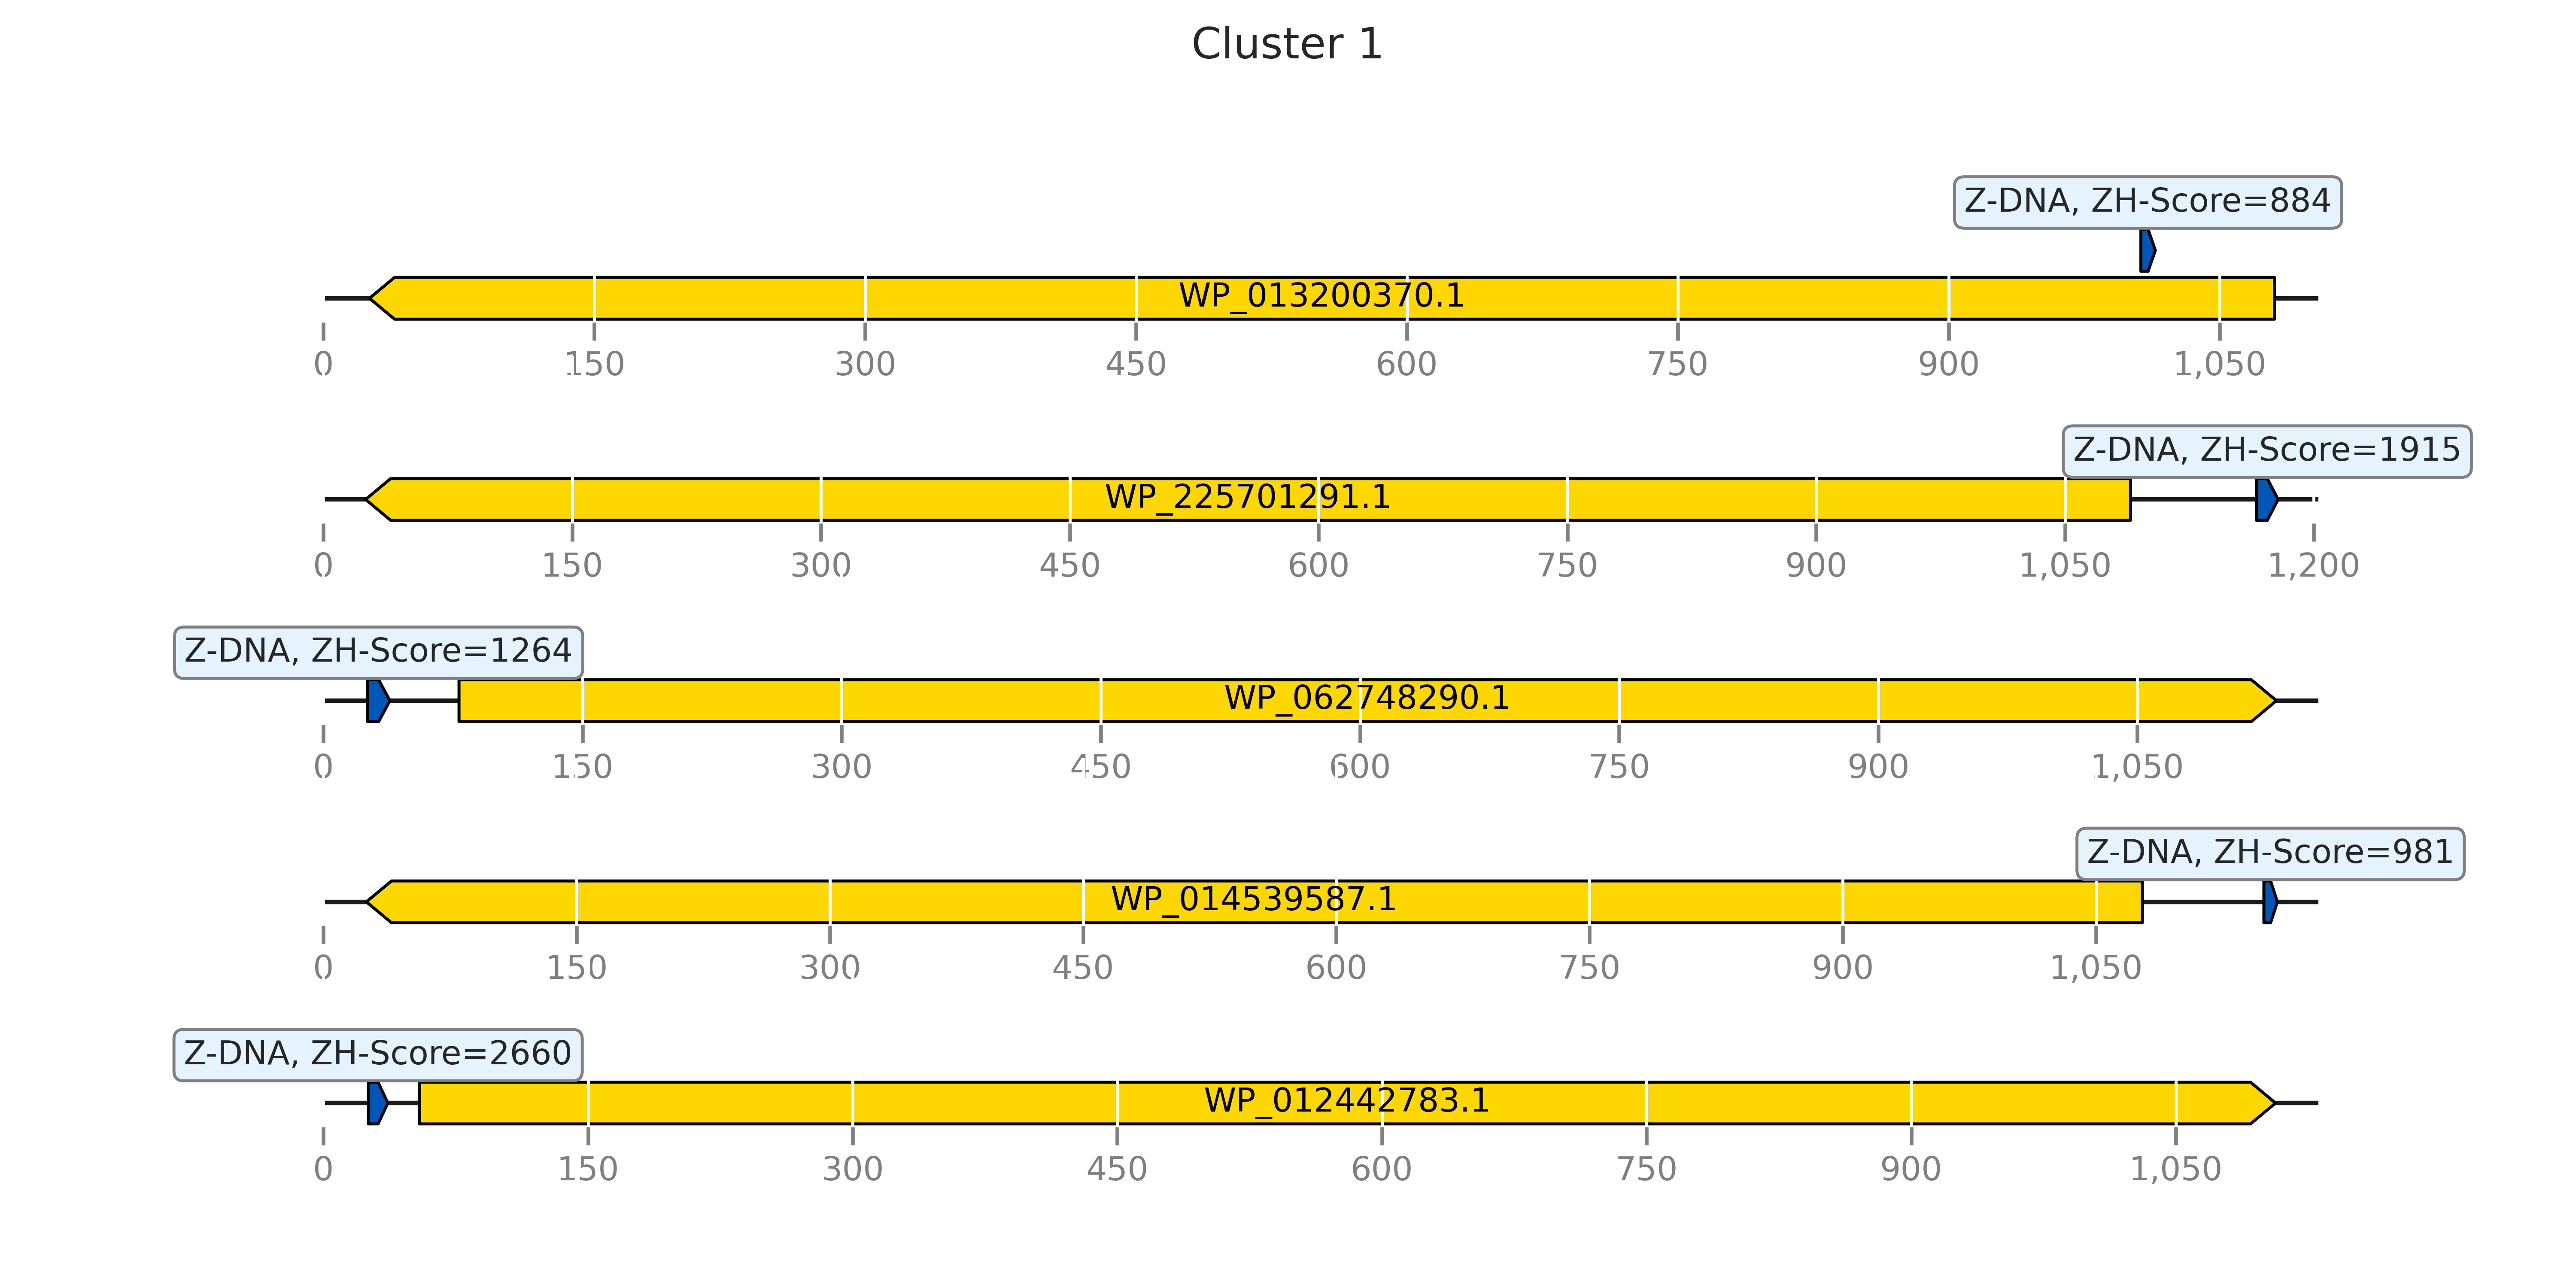 Cluster 1
Z-DNA, ZH-Score=884
WP_013200370.1
0 150 300 450 600 750 900 1,050
Z-DNA, ZH-Score=1915
WP_225701291.1
0 150 300 450 600 750 900 1,050 1,200
Z-DNA, ZH-Score=1264
WP_062748290.1
0 150 300 450 600 750 900 1,050
Z-DNA, ZH-Score=981
WP_014539587.1
0 150 300 450 600 750 900 1,050
Z-DNA, ZH-Score=2660
WP_012442783.1
0 150 300 450 600 750 900 1,050